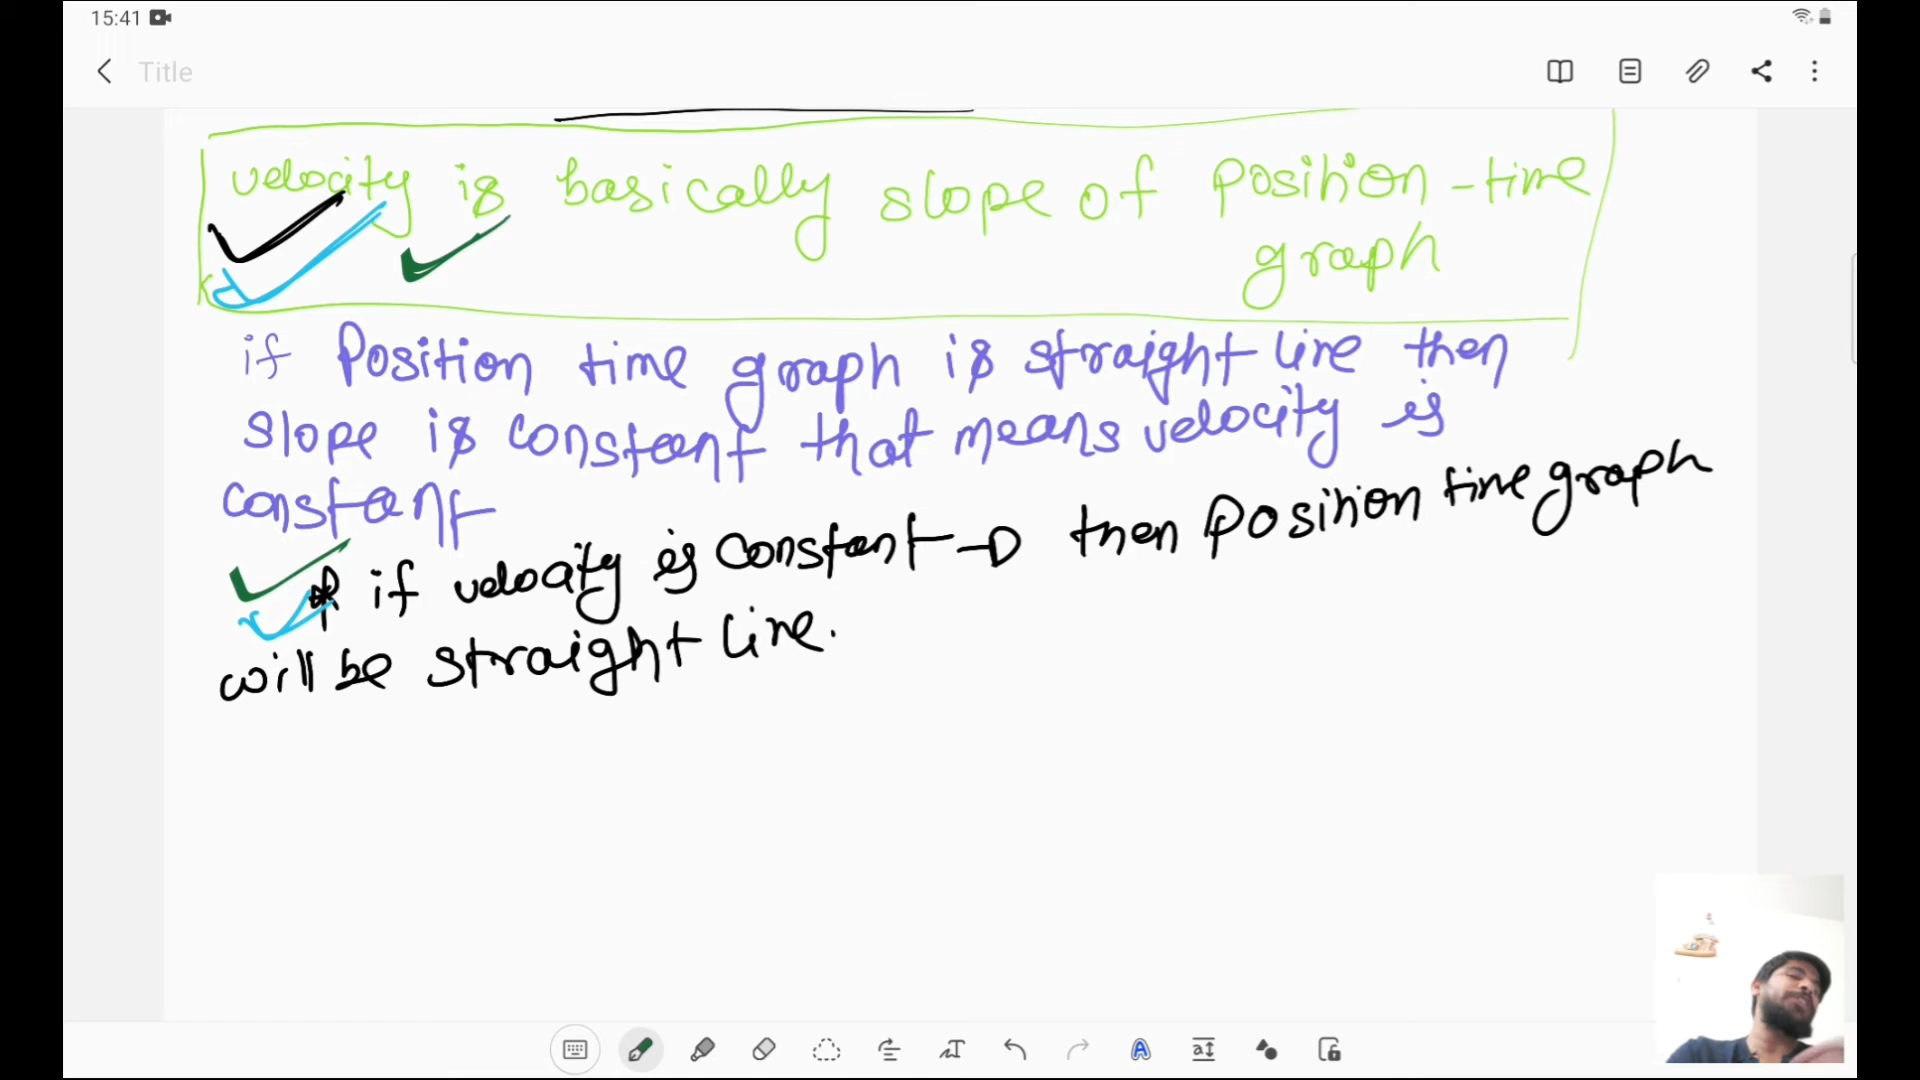 15:41
Title
velocity is basically slope of position-time
graph
if Position time graph is straight line then
slope is constant that means velocity is
constant
* if velocity is constant → then position time graph
will be straight line.